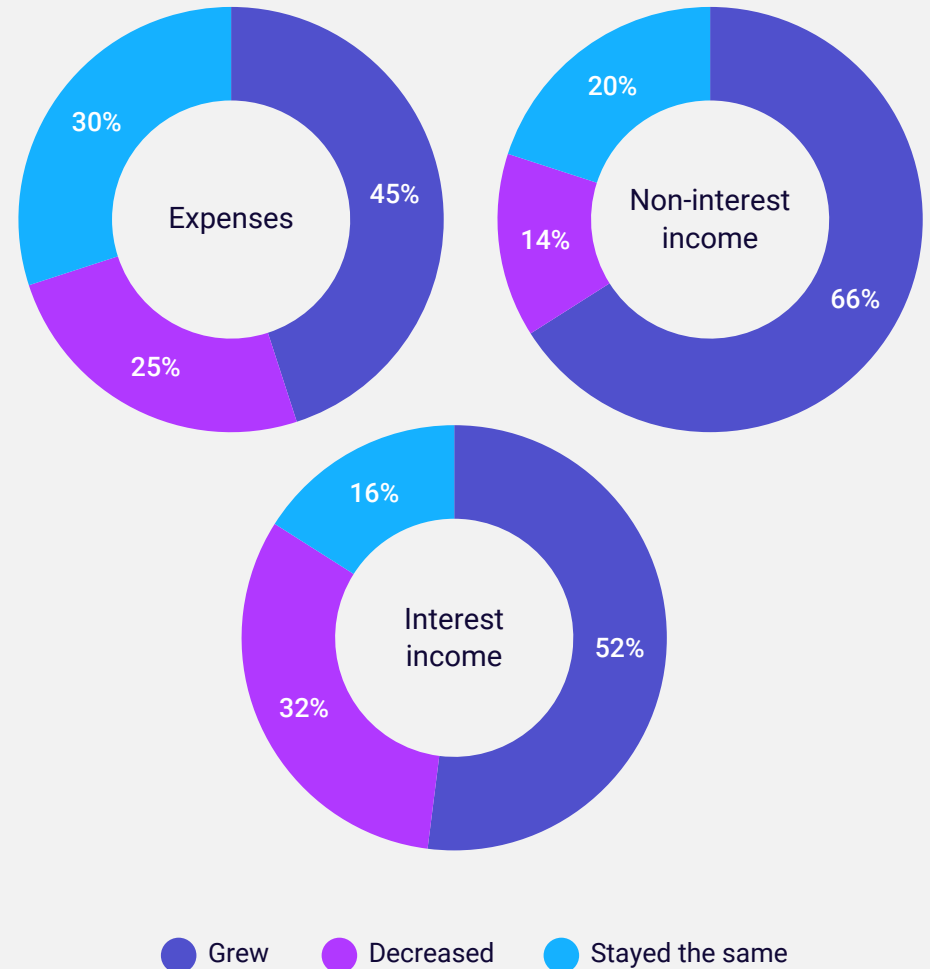 30%
45%
Expenses
25%
20%
Non-interest
income
14%
66%
16%
Interest
income
52%
32%
Grew
Decreased
Stayed the same